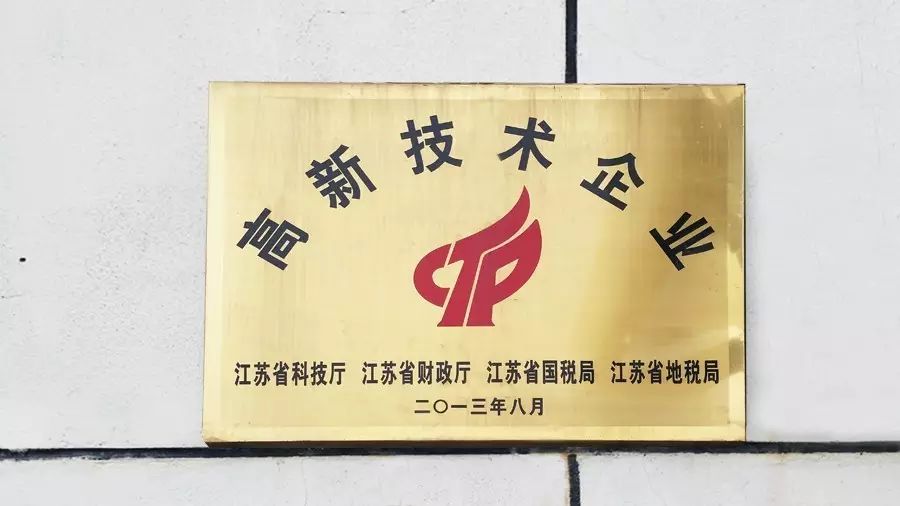 高新技术企业
CTP
江苏省科技厅 江苏省财政厅 江苏省国税局 江苏省地税局
二〇一三年八月